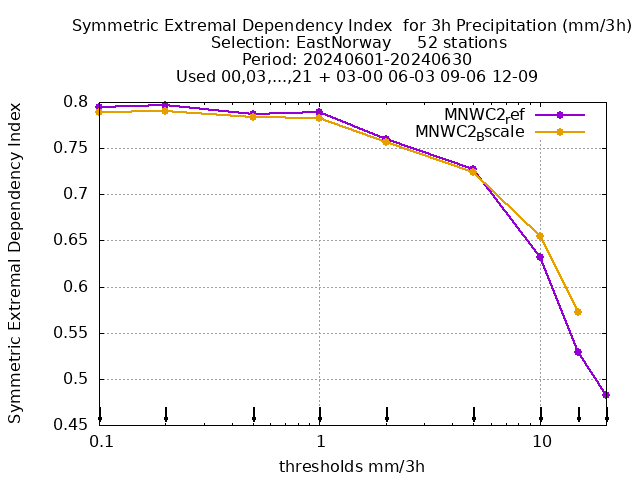 Symmetric Extremal Dependency Index  for 3h Precipitation (mm/3h)
Selection: EastNorway     52 stations
Period: 20240601-20240630
Used 00,03,...,21 + 03-00 06-03 09-06 12-09
Symmetric Extremal Dependency Index
0.8
0.75
0.7
0.65
0.6
0.55
0.5
0.45
MNWC2ref
MNWC2Bscale
0.1
1
10
thresholds mm/3h